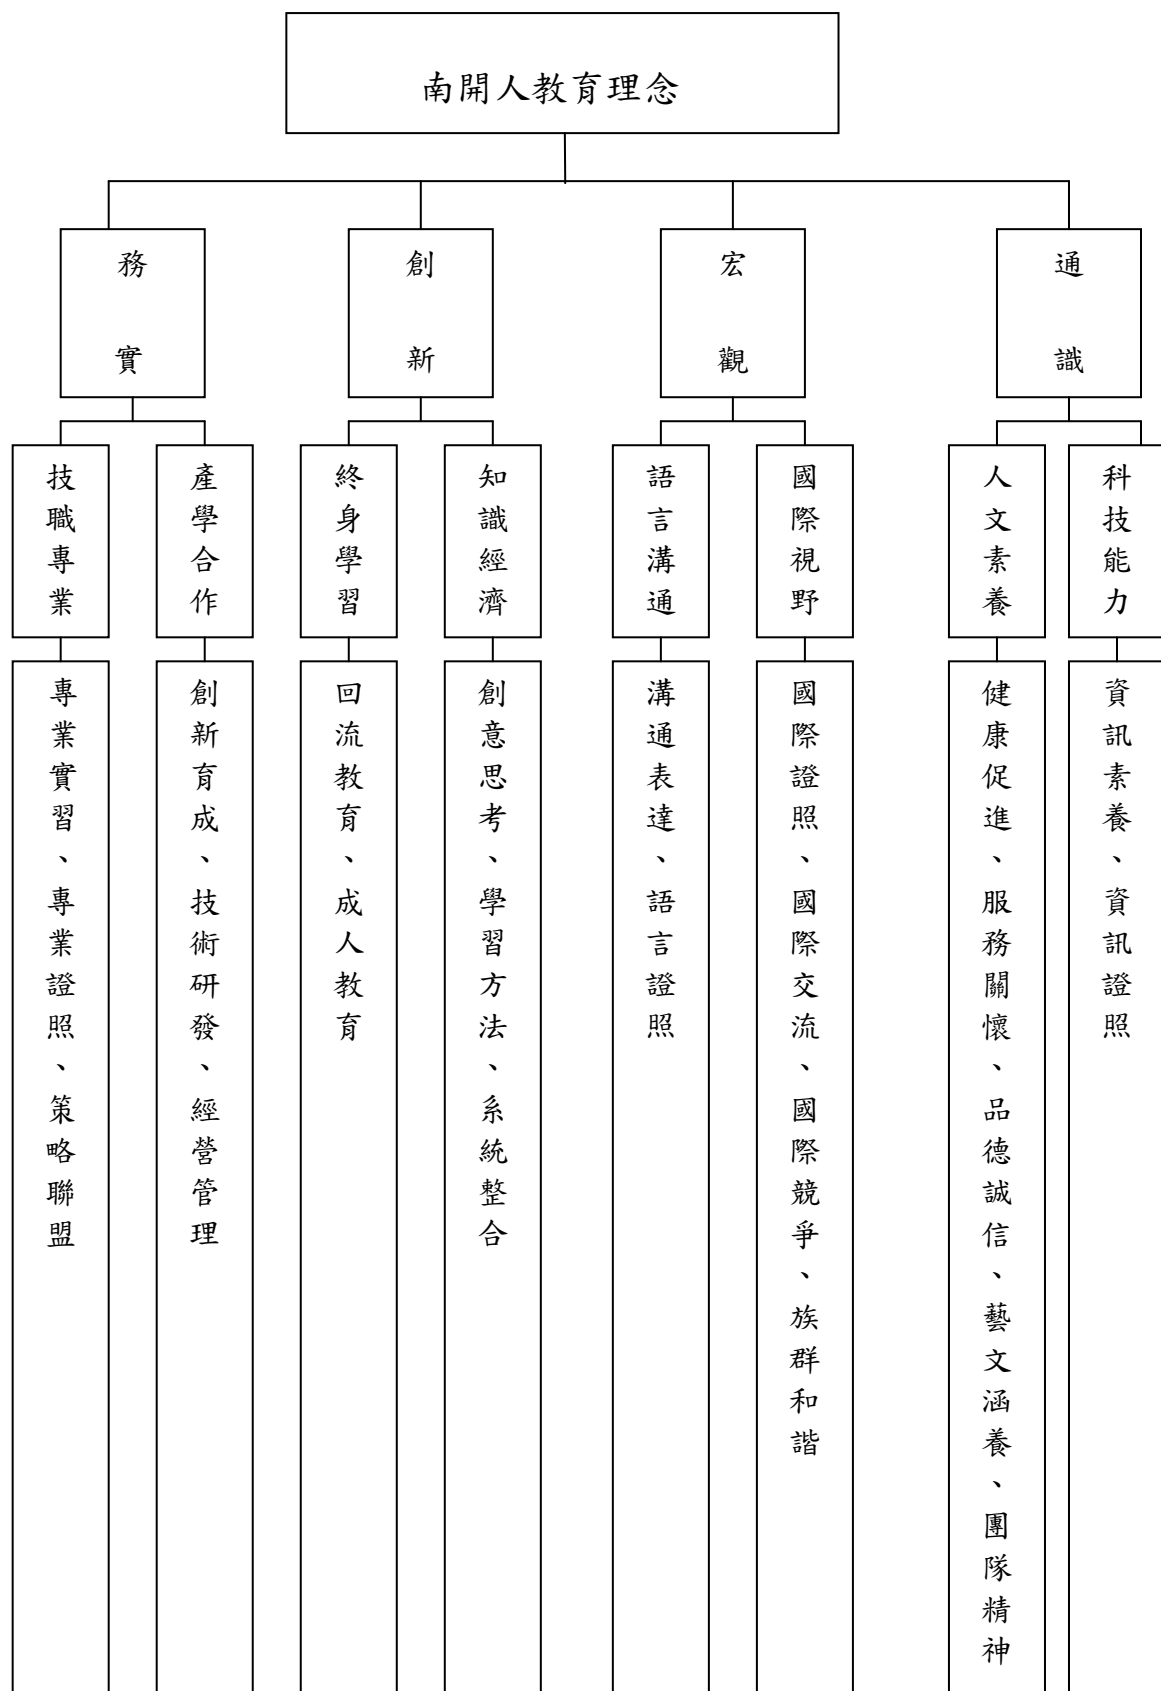 南開人教育理念
務實
創新
宏觀
通識
技職專業
產學合作
終身學習
知識經濟
語言溝通
國際視野
人文素養
科技能力
專業實習、專業證照、策略聯盟
創新育成、技術研發、經營管理
回流教育、成人教育
創意思考、學習方法、系統整合
溝通表達、語言證照
國際證照、國際交流、國際競爭、族群和諧
健康促進、服務關懷、品德誠信、藝文涵養、團隊精神
資訊素養、資訊證照